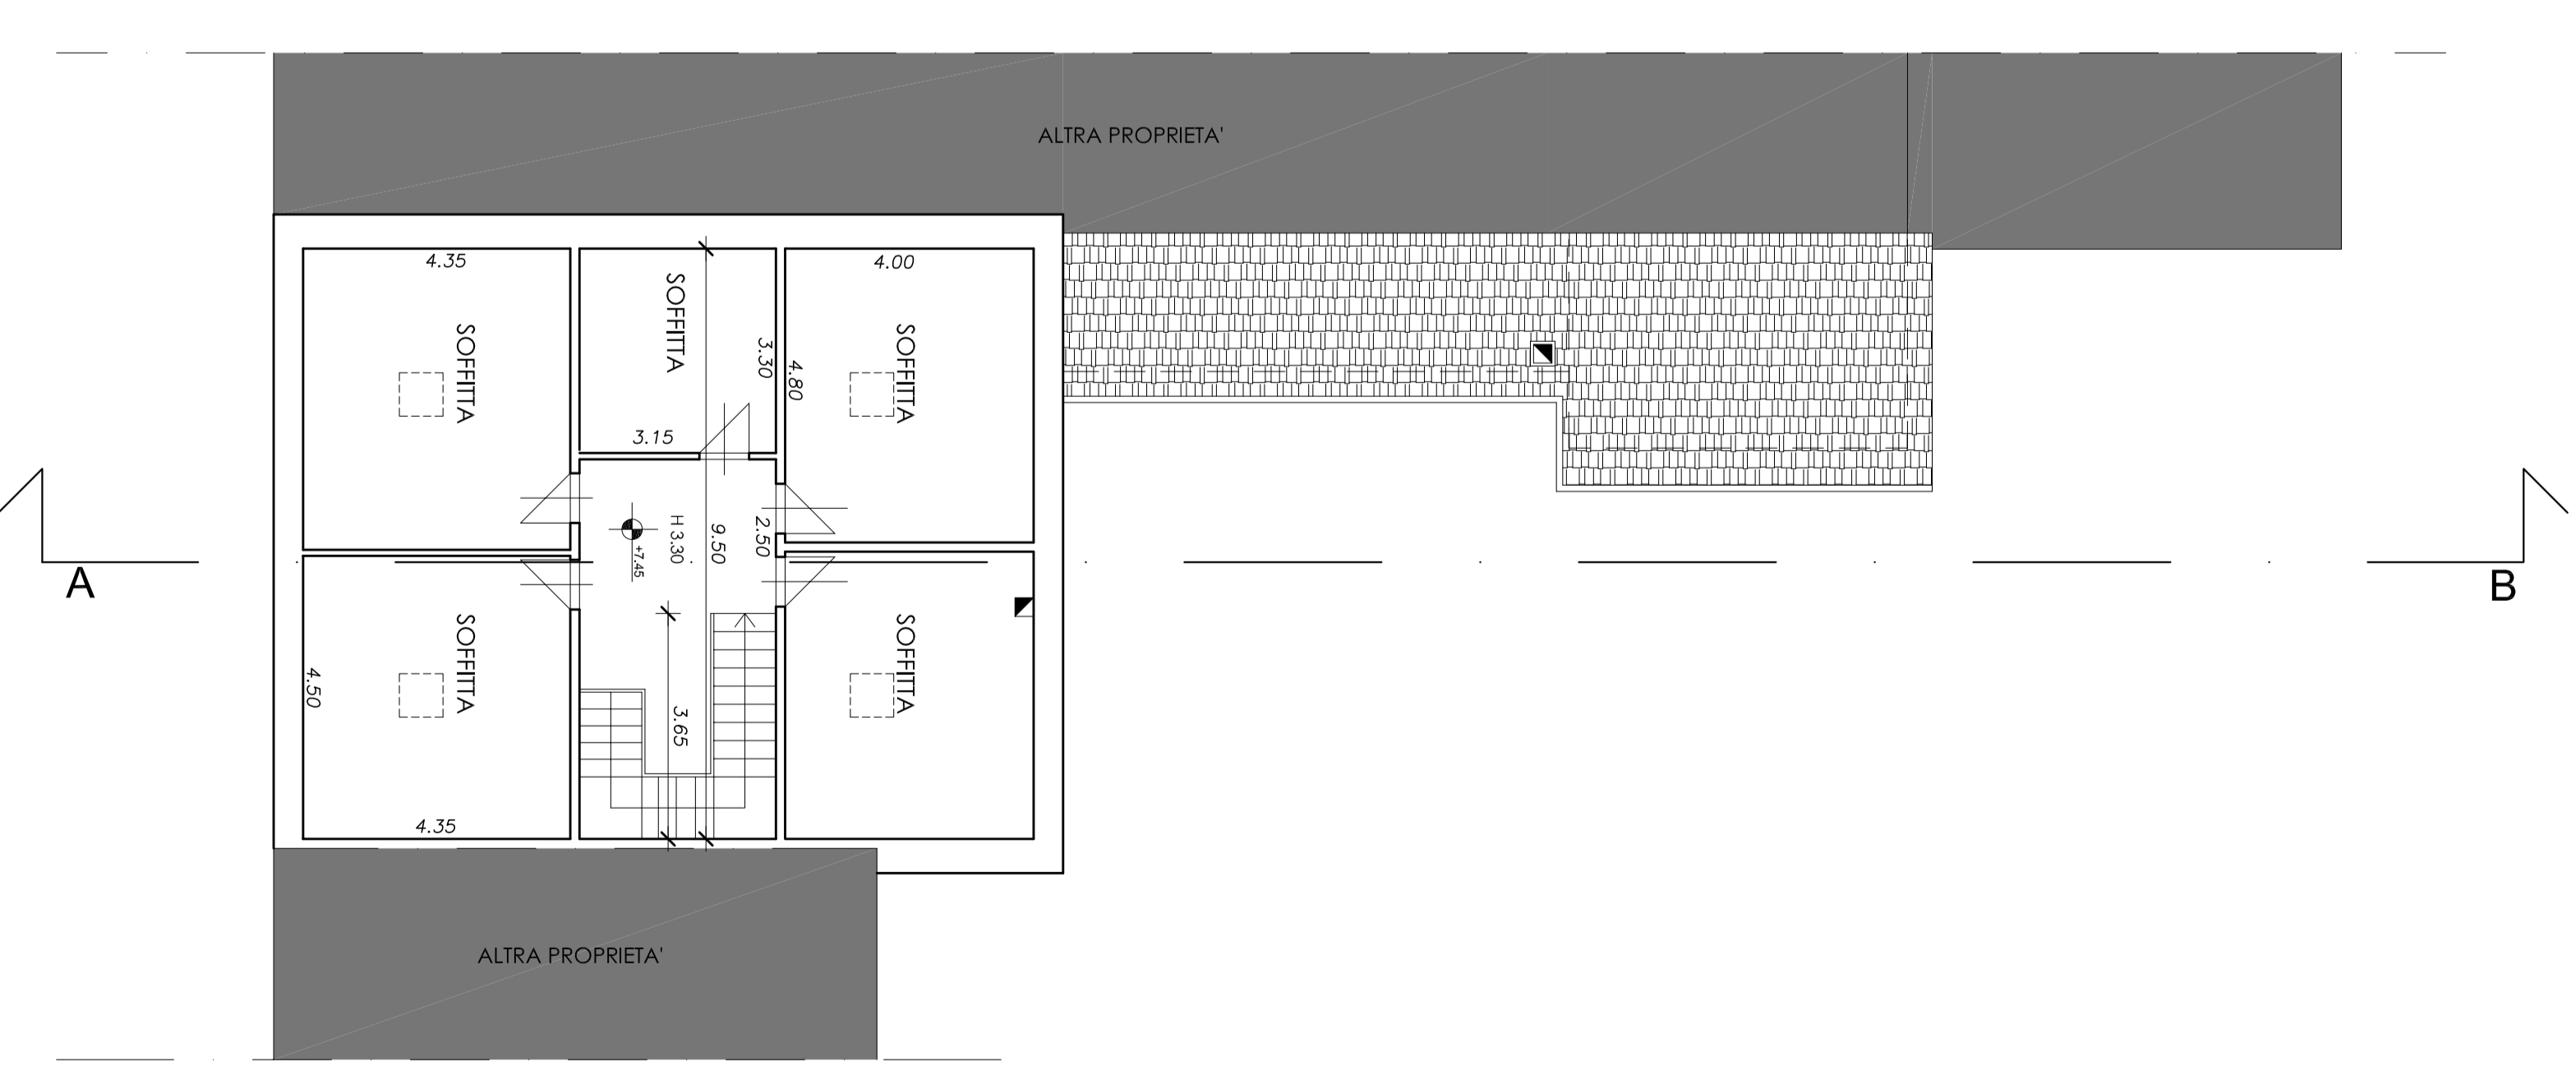 ALTRA PROPRIETA'
4.35
4.00
SOFFITTA
SOFFITTA
SOFFITTA
3.30
4.80
3.15
2.50
9.50
H 3.30
+7.45
A
B
SOFFITTA
SOFFITTA
4.50
3.65
4.35
ALTRA PROPRIETA'